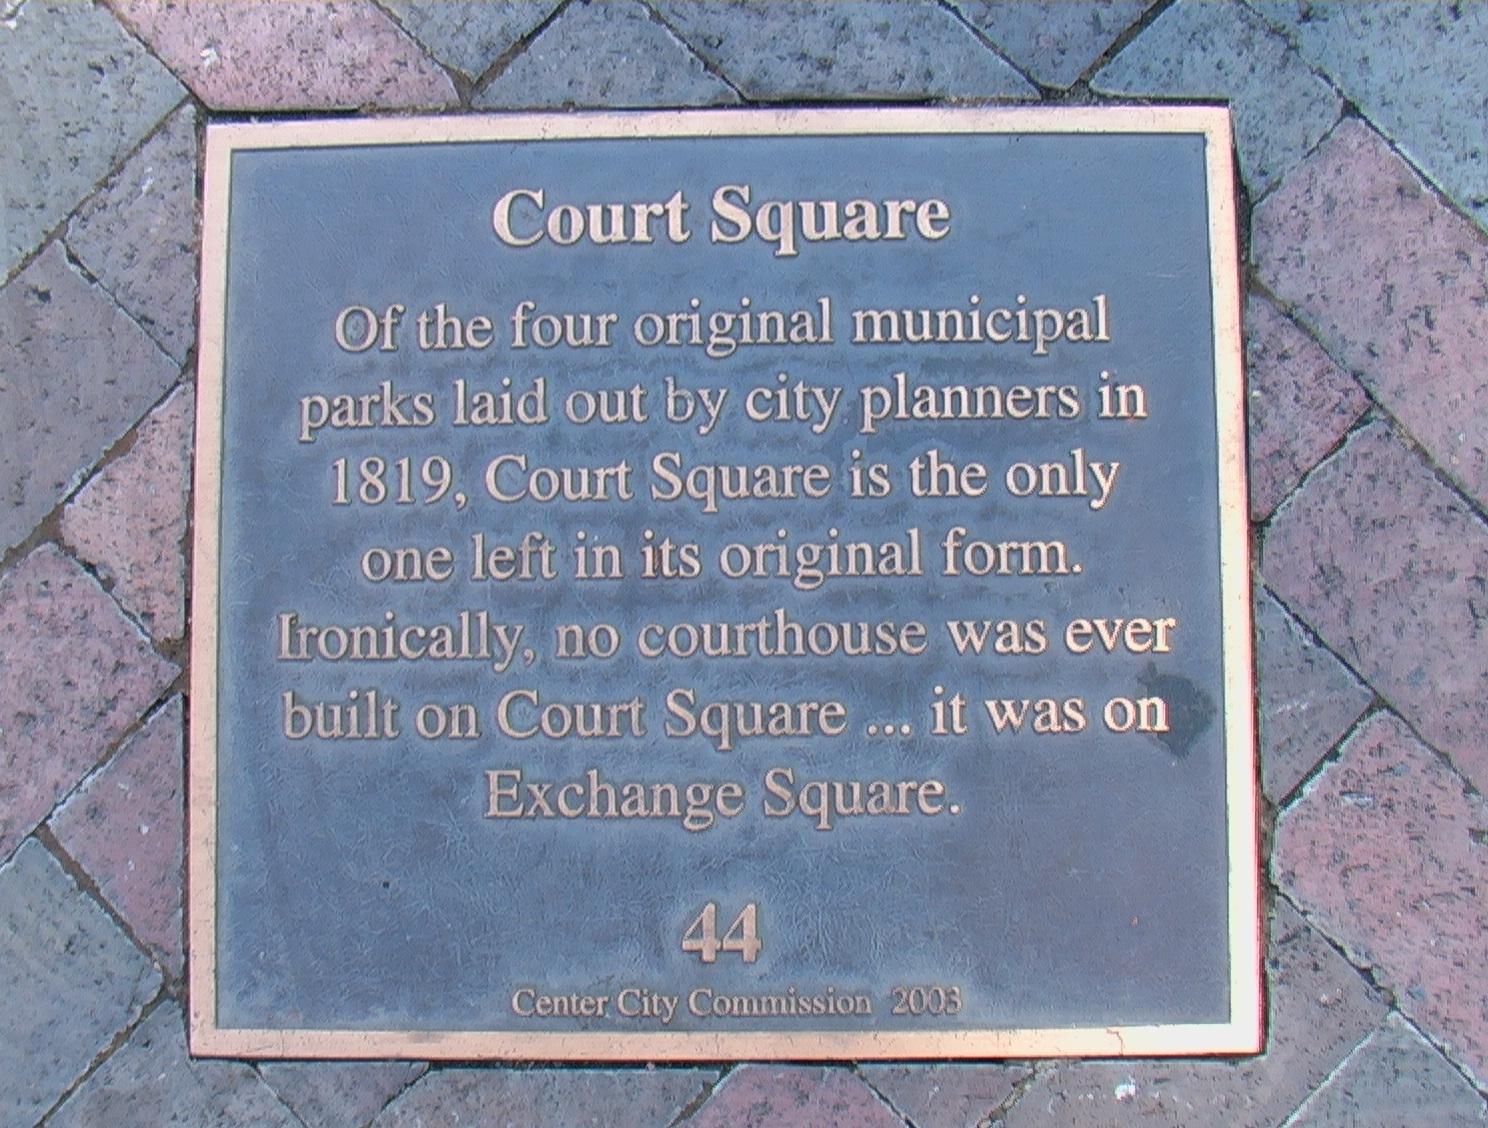 Court Square
Of the four original municipal
parks laid out by city planners in
1819, Court Square is the only
one left in its original form.
Ironically, no courthouse was ever
built on Court Square ... it was on
Exchange Square.
44
Center City Commission 2003